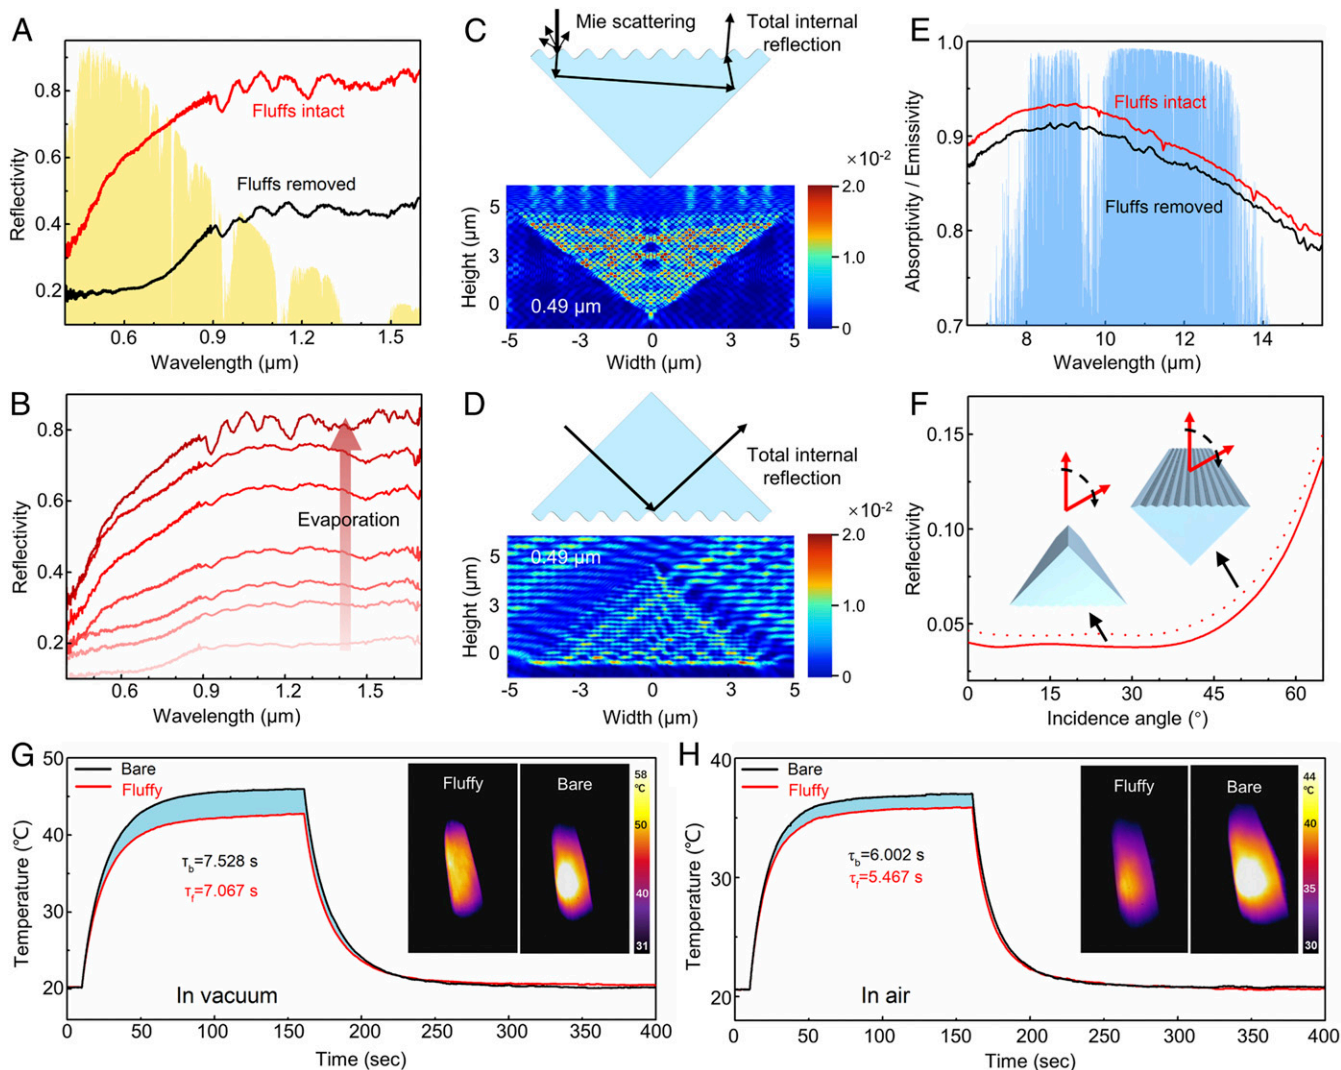 A
0.8
0.6
0.4
0.2
Reflectivity
Fluffs intact
Fluffs removed
0.6
0.9
1.2
1.5
Wavelength (µm)
C
Mie scattering
Total internal
reflection
×10⁻²
2.0
1.0
0
5
3
0
Height (µm)
0.49 µm
-5
-3
0
3
5
Width (µm)
E
1.0
0.9
0.8
0.7
Absoptivity / Emissivity
Fluffs intact
Fluffs removed
8
10
12
14
Wavelength (µm)
B
0.8
0.6
0.4
0.2
Reflectivity
Evaporation
0.6
0.9
1.2
1.5
Wavelength (µm)
D
Total internal
reflection
×10⁻²
2.0
1.0
0
5
3
0
Height (µm)
0.49 µm
-5
-3
0
3
5
Width (µm)
F
0.15
0.10
0.05
Reflectivity
0
15
30
45
60
Incidence angle (°)
G
50
40
30
20
Temperature (℃)
Bare
Fluffy
τb=7.528 s
τf=7.067 s
In vacuum
Fluffy
Bare
58
℃
50
40
31
0
50
100
150
200
250
300
350
400
Time (sec)
H
40
30
20
Temperature (℃)
Bare
Fluffy
τb=6.002 s
τf=5.467 s
In air
Fluffy
Bare
44
℃
40
35
30
0
50
100
150
200
250
300
350
400
Time (sec)